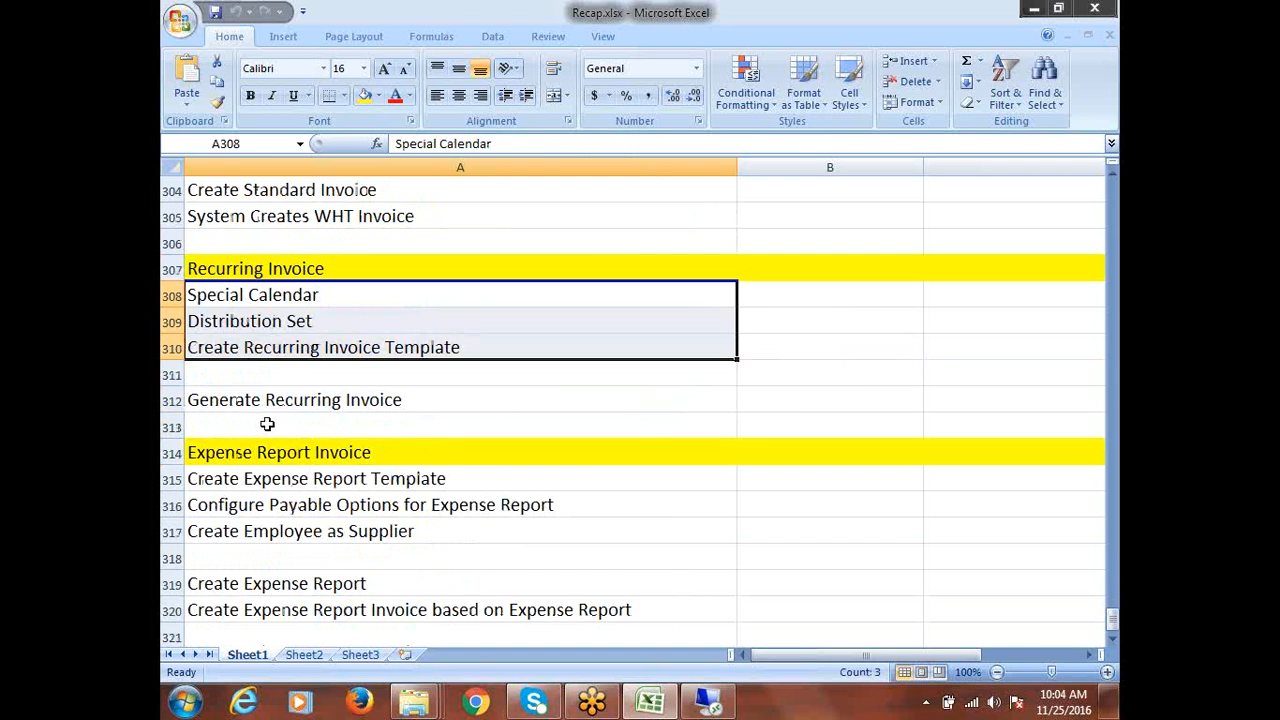 Recap.xlsx - Microsoft Excel
Home Insert Page Layout Formulas Data Review View
Calibri 16 General Insert Σ
Paste Conditional Format Cell Delete Sort & Find &
B I U $ % , Formatting as Table Styles Format Filter Select
Clipboard Font Alignment Number Styles Cells Editing
A308 fx Special Calendar
A B
304 Create Standard Invoice
305 System Creates WHT Invoice
306
307 Recurring Invoice
308 Special Calendar
309 Distribution Set
310 Create Recurring Invoice Template
311
312 Generate Recurring Invoice
313
314 Expense Report Invoice
315 Create Expense Report Template
316 Configure Payable Options for Expense Report
317 Create Employee as Supplier
318
319 Create Expense Report
320 Create Expense Report Invoice based on Expense Report
321
Sheet1 Sheet2 Sheet3
Ready Count: 3 100%
10:04 AM
11/25/2016